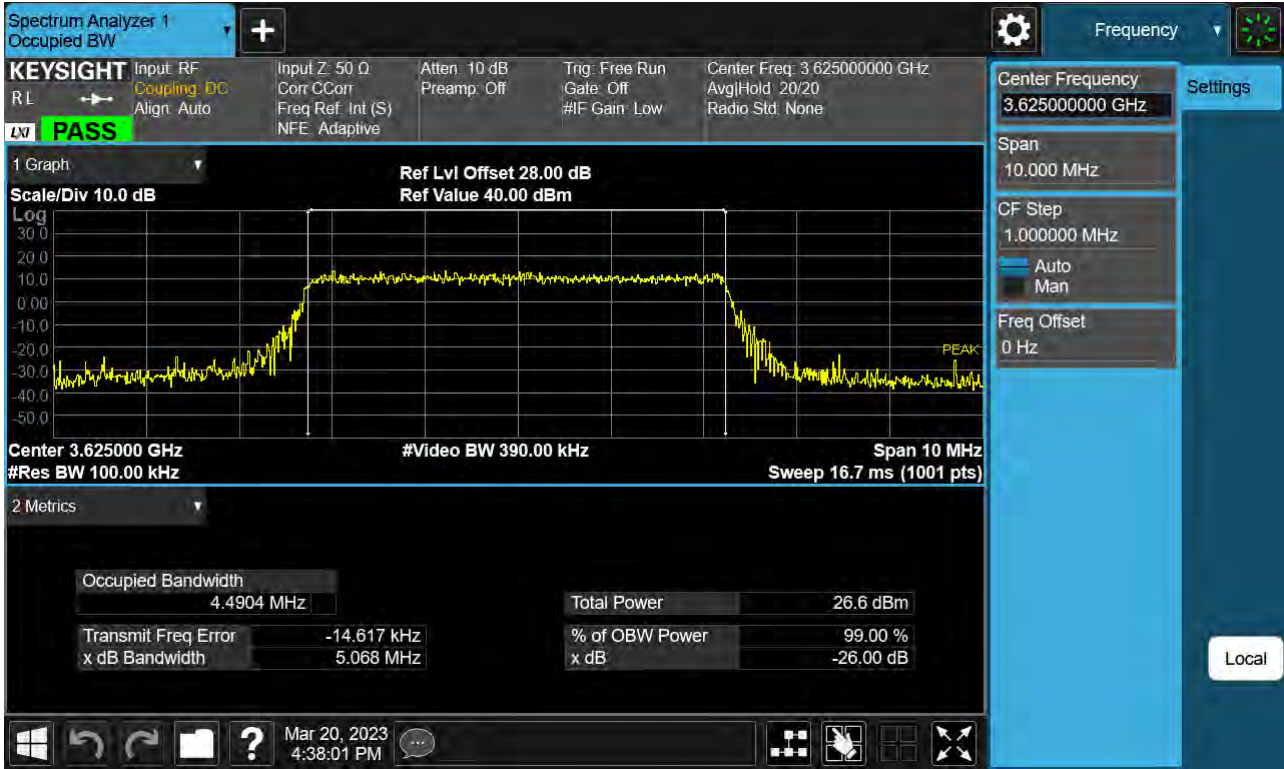 Spectrum Analyzer 1
Occupied BW
Frequency
KEYSIGHT
Input: RF
Coupling: DC
Align: Auto
Input Z: 50 Ω
Corr CCorr
Freq Ref: Int (S)
NFE: Adaptive
Atten: 10 dB
Preamp: Off
Trig: Free Run
Gate: Off
#IF Gain: Low
Center Freq: 3.625000000 GHz
Avg|Hold: 20/20
Radio Std: None
R L
LXI
PASS
1 Graph
Scale/Div 10.0 dB
Ref Lvl Offset 28.00 dB
Ref Value 40.00 dBm
Log
30.0
20.0
10.0
0.00
-10.0
-20.0
-30.0
-40.0
-50.0
PEAK
Center 3.625000 GHz
#Video BW 390.00 kHz
Span 10 MHz
#Res BW 100.00 kHz
Sweep 16.7 ms (1001 pts)
2 Metrics
Occupied Bandwidth
4.4904 MHz
Total Power 26.6 dBm
Transmit Freq Error -14.617 kHz
% of OBW Power 99.00 %
x dB Bandwidth 5.068 MHz
x dB -26.00 dB
Center Frequency
3.625000000 GHz
Settings
Span
10.000 MHz
CF Step
1.000000 MHz
Auto
Man
Freq Offset
0 Hz
Local
?
Mar 20, 2023
4:38:01 PM